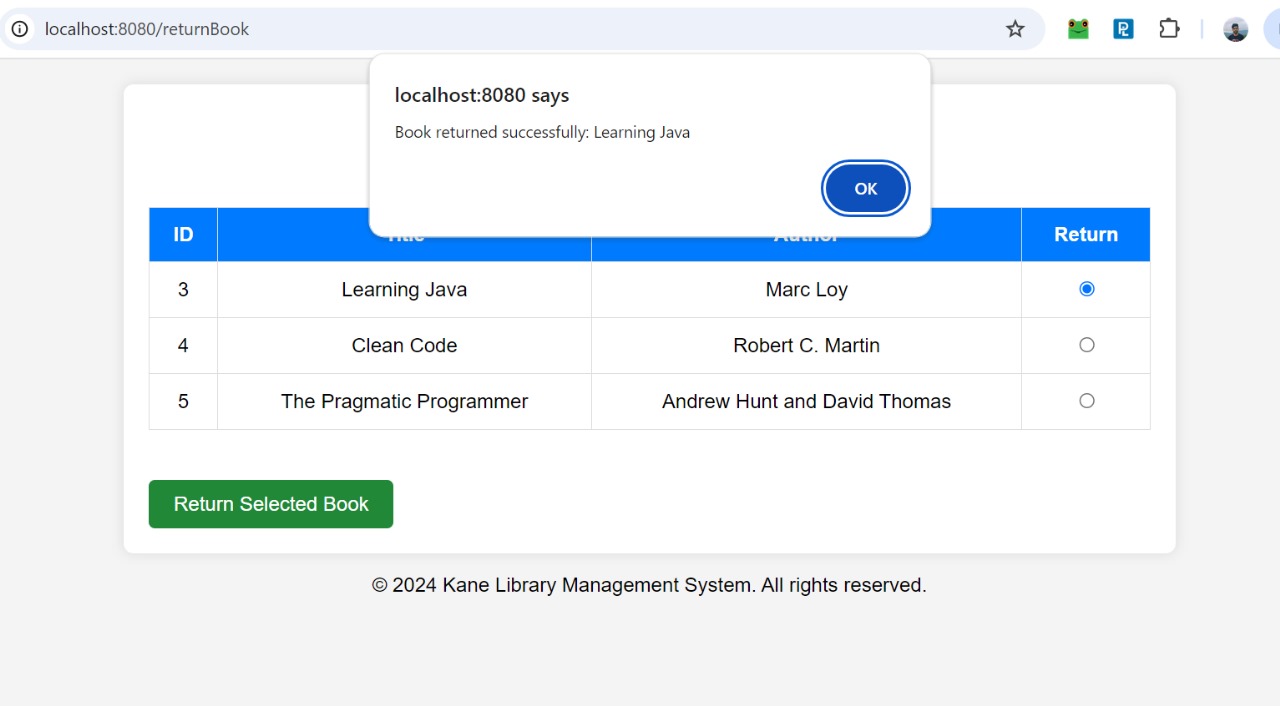 localhost:8080/returnBook
localhost:8080 says
Book returned successfully: Learning Java
OK
ID Title Author Return
3 Learning Java Marc Loy
4 Clean Code Robert C. Martin
5 The Pragmatic Programmer Andrew Hunt and David Thomas
Return Selected Book
© 2024 Kane Library Management System. All rights reserved.